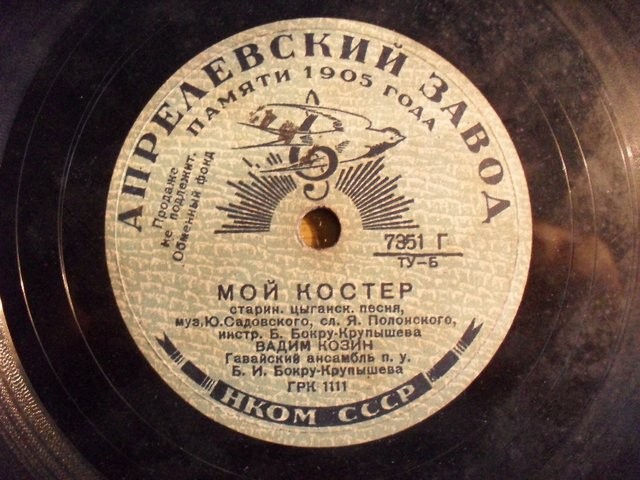 АПРЕЛЕВСКИЙ ЗАВОД
ПАМЯТИ 1905 ГОДА
Продаже
не подлежит.
Обменный фонд
7351 Г
ТУ-Б
МОЙ КОСТЕР
старин. цыганск. песня,
муз. Ю. Садовского, сл. Я. Полонского,
инстр. Б. Бокру-Крупышева
ВАДИМ КОЗИН
Гавайский ансамбль п. у.
Б. И. Бокру-Крупышева
ГРК 1111
НКОМ СССР